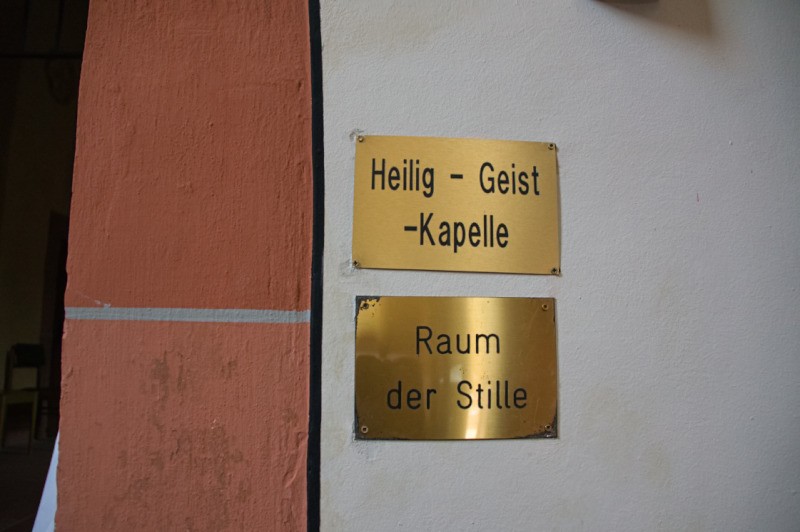 Heilig - Geist
-Kapelle
Raum
der Stille